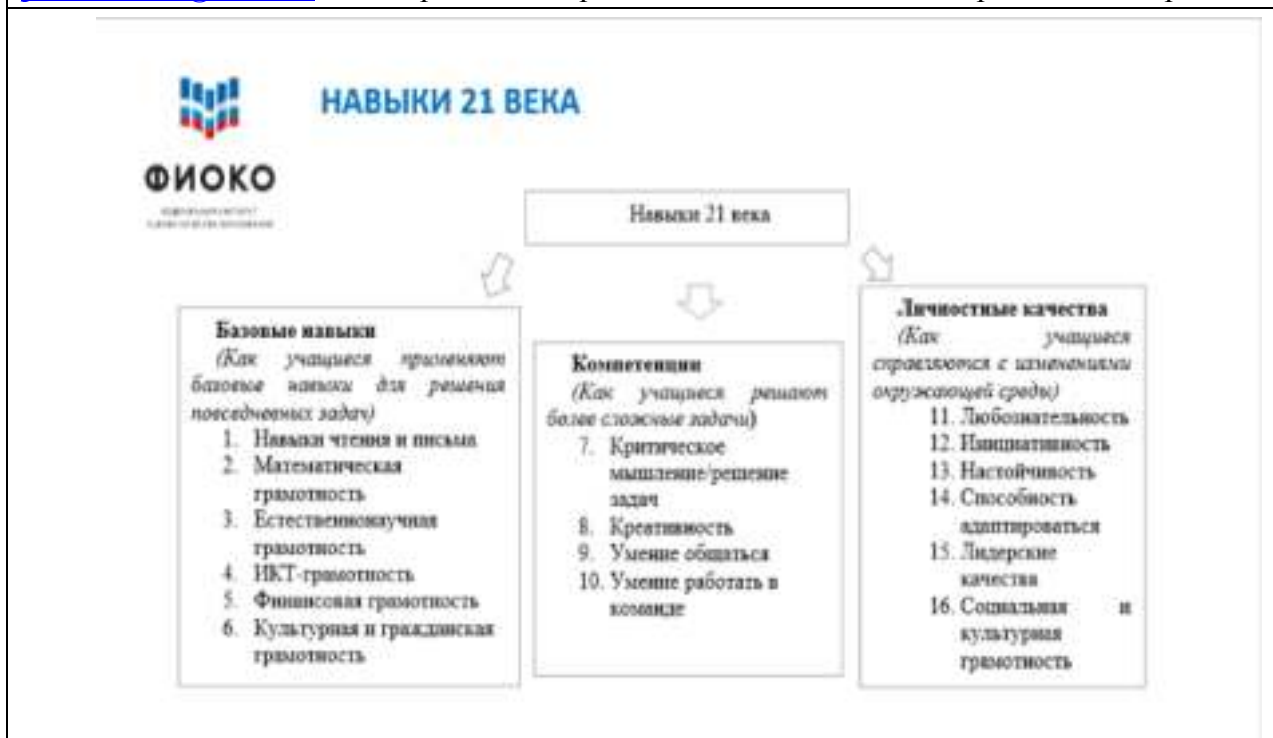 НАВЫКИ 21 ВЕКА
ФИОКО
Навыки 21 века
Базовые навыки
(Как учащиеся применяют
базовые навыки для решения
повседневных задач)
1. Навыки чтения и письма
2. Математическая
грамотность
3. Естественнонаучная
грамотность
4. ИКТ-грамотность
5. Финансовая грамотность
6. Культурная и гражданская
грамотность
Компетенции
(Как учащиеся решают
более сложные задачи)
7. Критическое
мышление/решение
задач
8. Креативность
9. Умение общаться
10. Умение работать в
команде
Личностные качества
(Как учащиеся
справляются с изменениями
окружающей среды)
11. Любознательность
12. Инициативность
13. Настойчивость
14. Способность
адаптироваться
15. Лидерские
качества
16. Социальная и
культурная
грамотность